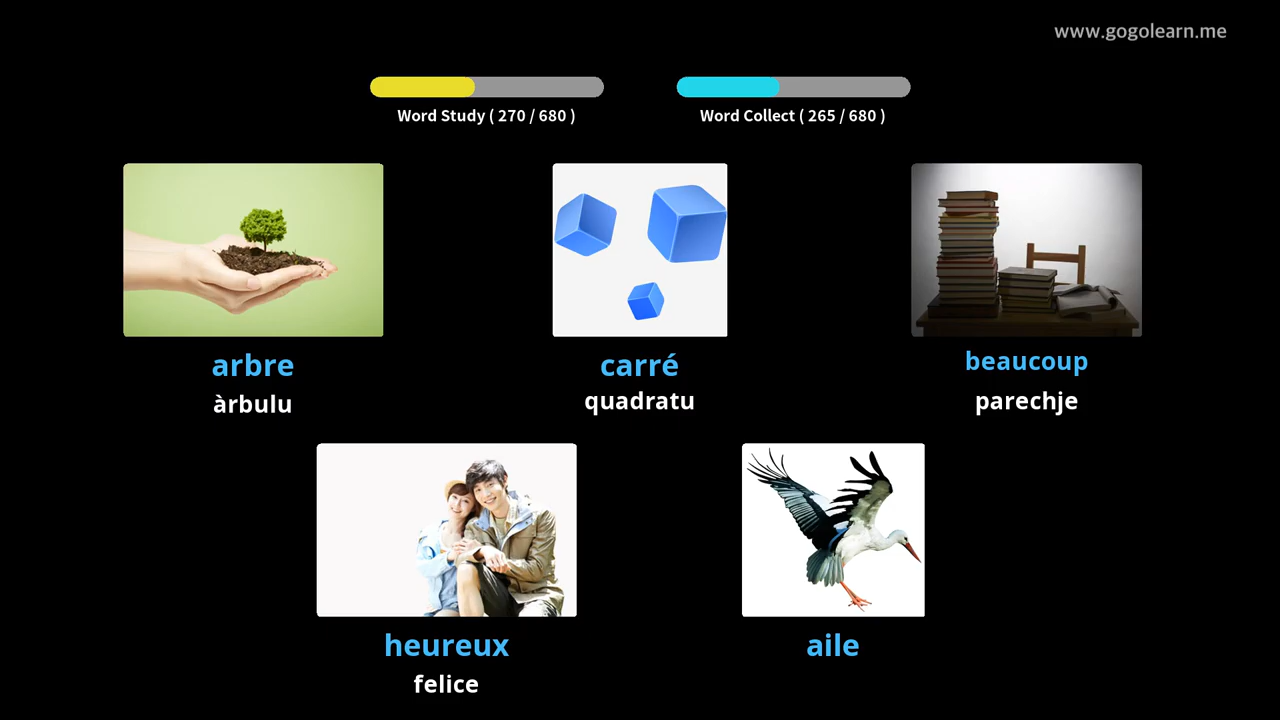 www.gogolearn.me
Word Study ( 270 / 680 )
Word Collect ( 265 / 680 )
arbre
àrbulu
carré
quadratu
beaucoup
parechje
heureux
felice
aile